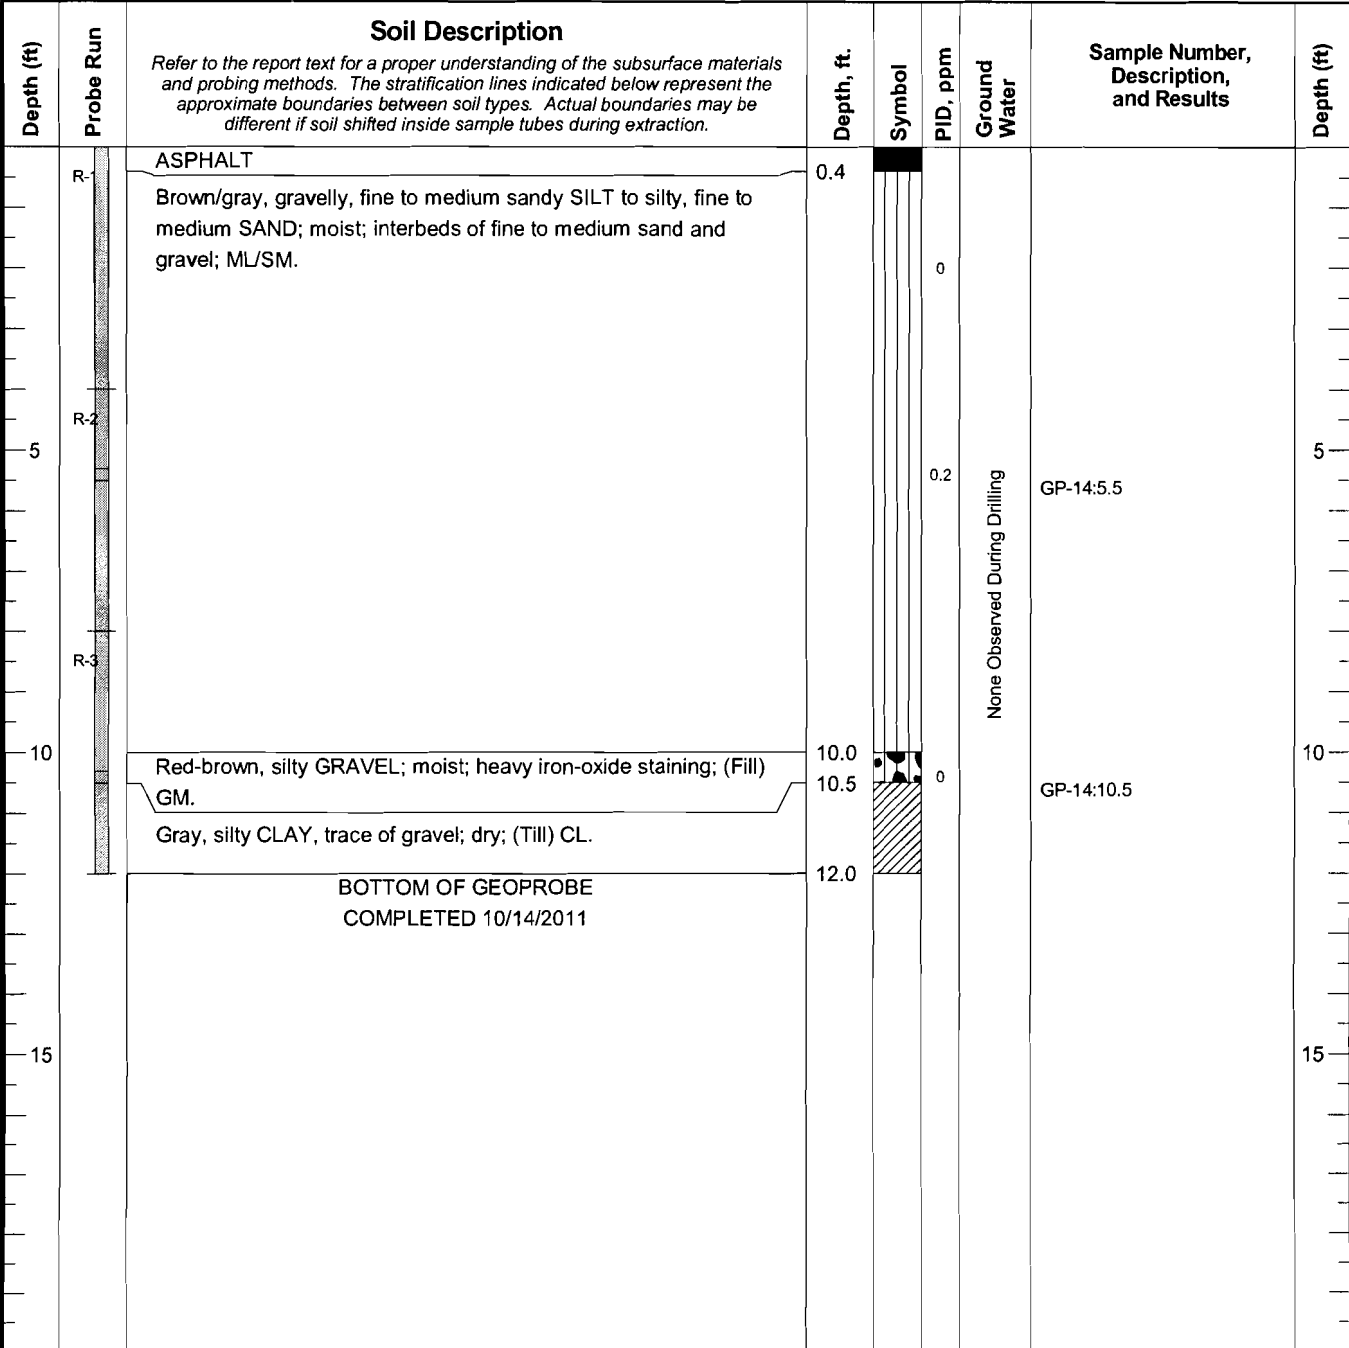 Depth (ft)
Probe Run
Soil Description
Refer to the report text for a proper understanding of the subsurface materials
and probing methods. The stratification lines indicated below represent the
approximate boundaries between soil types. Actual boundaries may be
different if soil shifted inside sample tubes during extraction.
Depth, ft.
Symbol
PID, ppm
Ground
Water
Sample Number,
Description,
and Results
Depth (ft)
R-1
ASPHALT
0.4
Brown/gray, gravelly, fine to medium sandy SILT to silty, fine to
medium SAND; moist; interbeds of fine to medium sand and
gravel; ML/SM.
0
R-2
5
0.2
GP-14:5.5
5
None Observed During Drilling
R-3
10
10.0
10
Red-brown, silty GRAVEL; moist; heavy iron-oxide staining; (Fill)
GM.
10.5
0
GP-14:10.5
Gray, silty CLAY, trace of gravel; dry; (Till) CL.
12.0
BOTTOM OF GEOPROBE
COMPLETED 10/14/2011
15
15